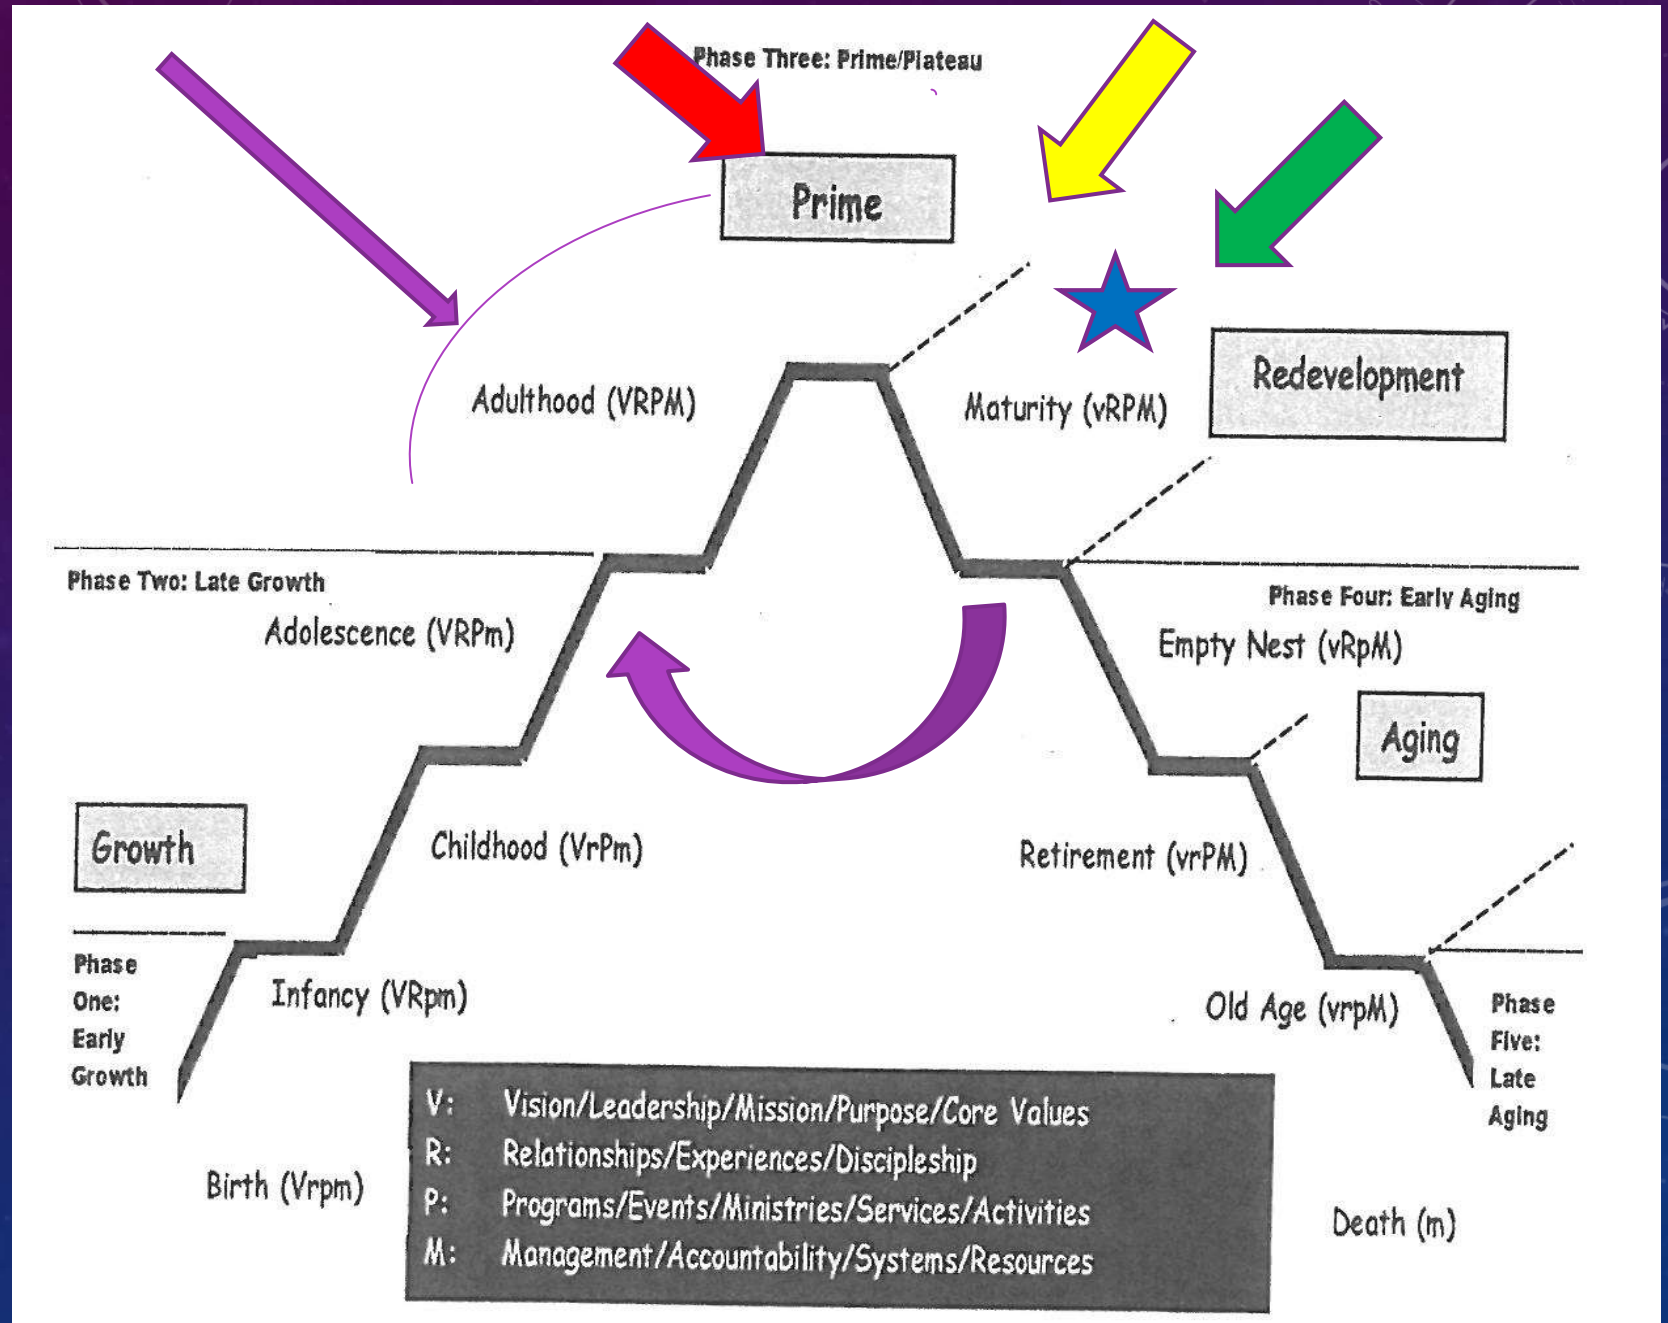 Phase Three: Prime/Plateau
Prime
Redevelopment
Adulthood (VRPM)
Maturity (vRPM)
Phase Two: Late Growth
Phase Four: Early Aging
Adolescence (VRPm)
Empty Nest (vRpM)
Aging
Growth
Childhood (VrPm)
Retirement (vrPM)
Phase
One:
Early
Growth
Infancy (VRpm)
Old Age (vrpM)
Phase
Five:
Late
Aging
V: Vision/Leadership/Mission/Purpose/Core Values
R: Relationships/Experiences/Discipleship
P: Programs/Events/Ministries/Services/Activities
M: Management/Accountability/Systems/Resources
Birth (Vrpm)
Death (m)